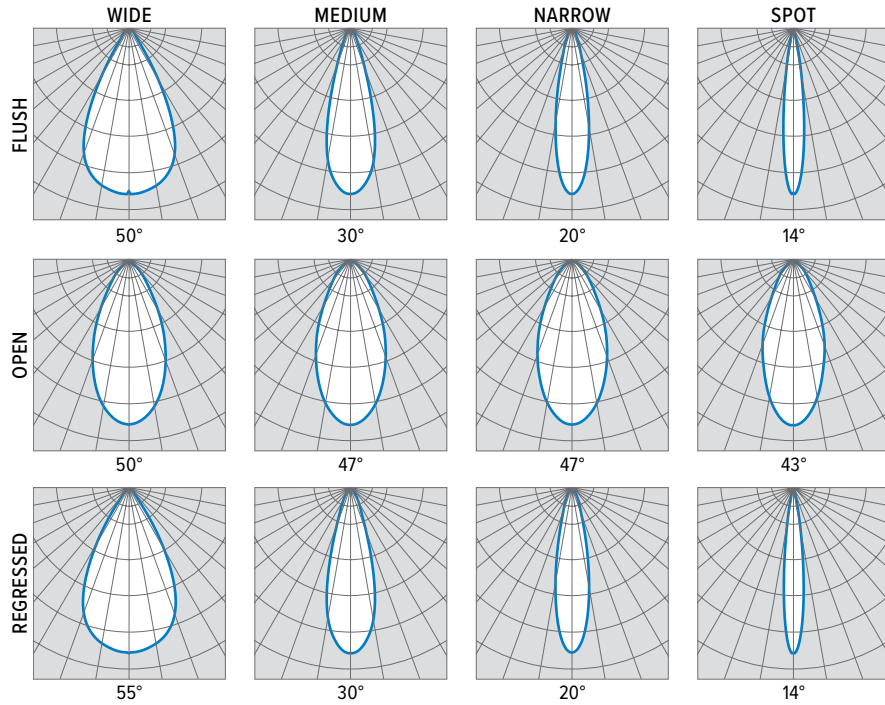 WIDE MEDIUM NARROW SPOT
FLUSH
50° 30° 20° 14°
OPEN
50° 47° 47° 43°
REGRESSED
55° 30° 20° 14°